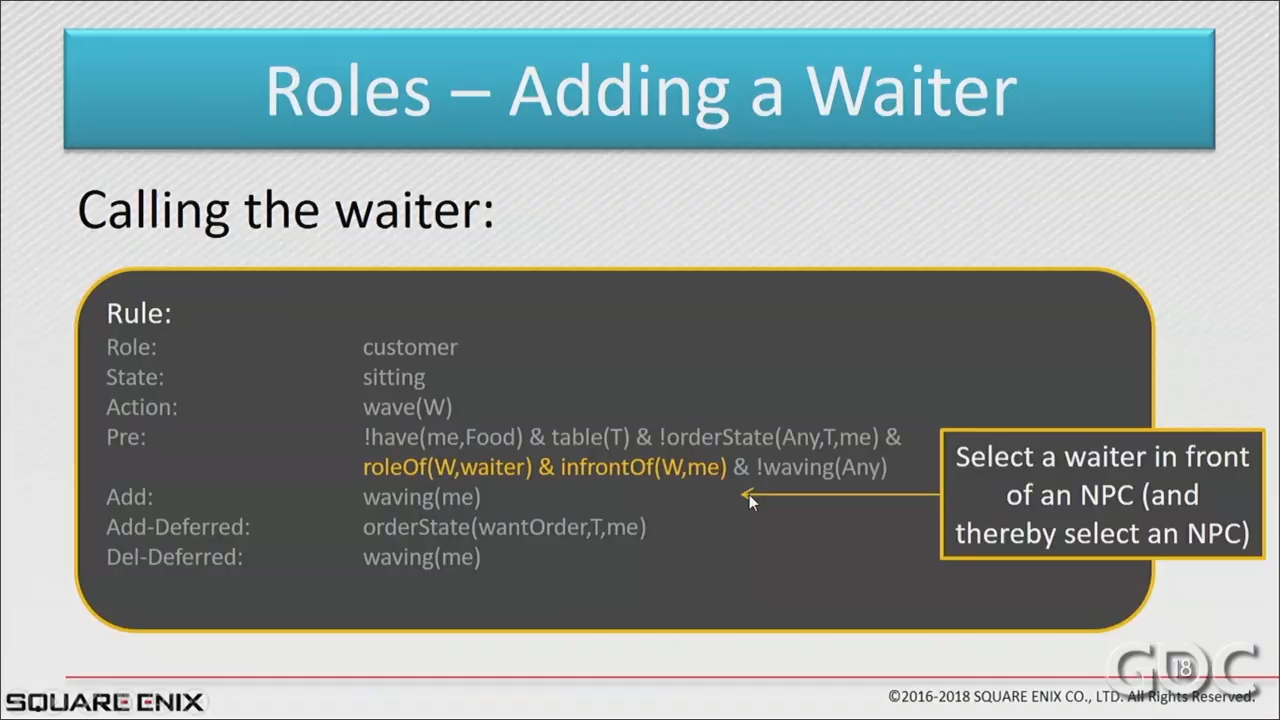 Roles – Adding a Waiter
Calling the waiter:
Rule:
Role: customer
State: sitting
Action: wave(W)
Pre: !have(me,Food) & table(T) & !orderState(Any,T,me) &
roleOf(W,waiter) & infrontOf(W,me) & !waving(Any)
Add: waving(me)
Add-Deferred: orderState(wantOrder,T,me)
Del-Deferred: waving(me)
Select a waiter in front
of an NPC (and
thereby select an NPC)
GDC 18
SQUARE ENIX
©2016-2018 SQUARE ENIX CO., LTD. All Rights Reserved.